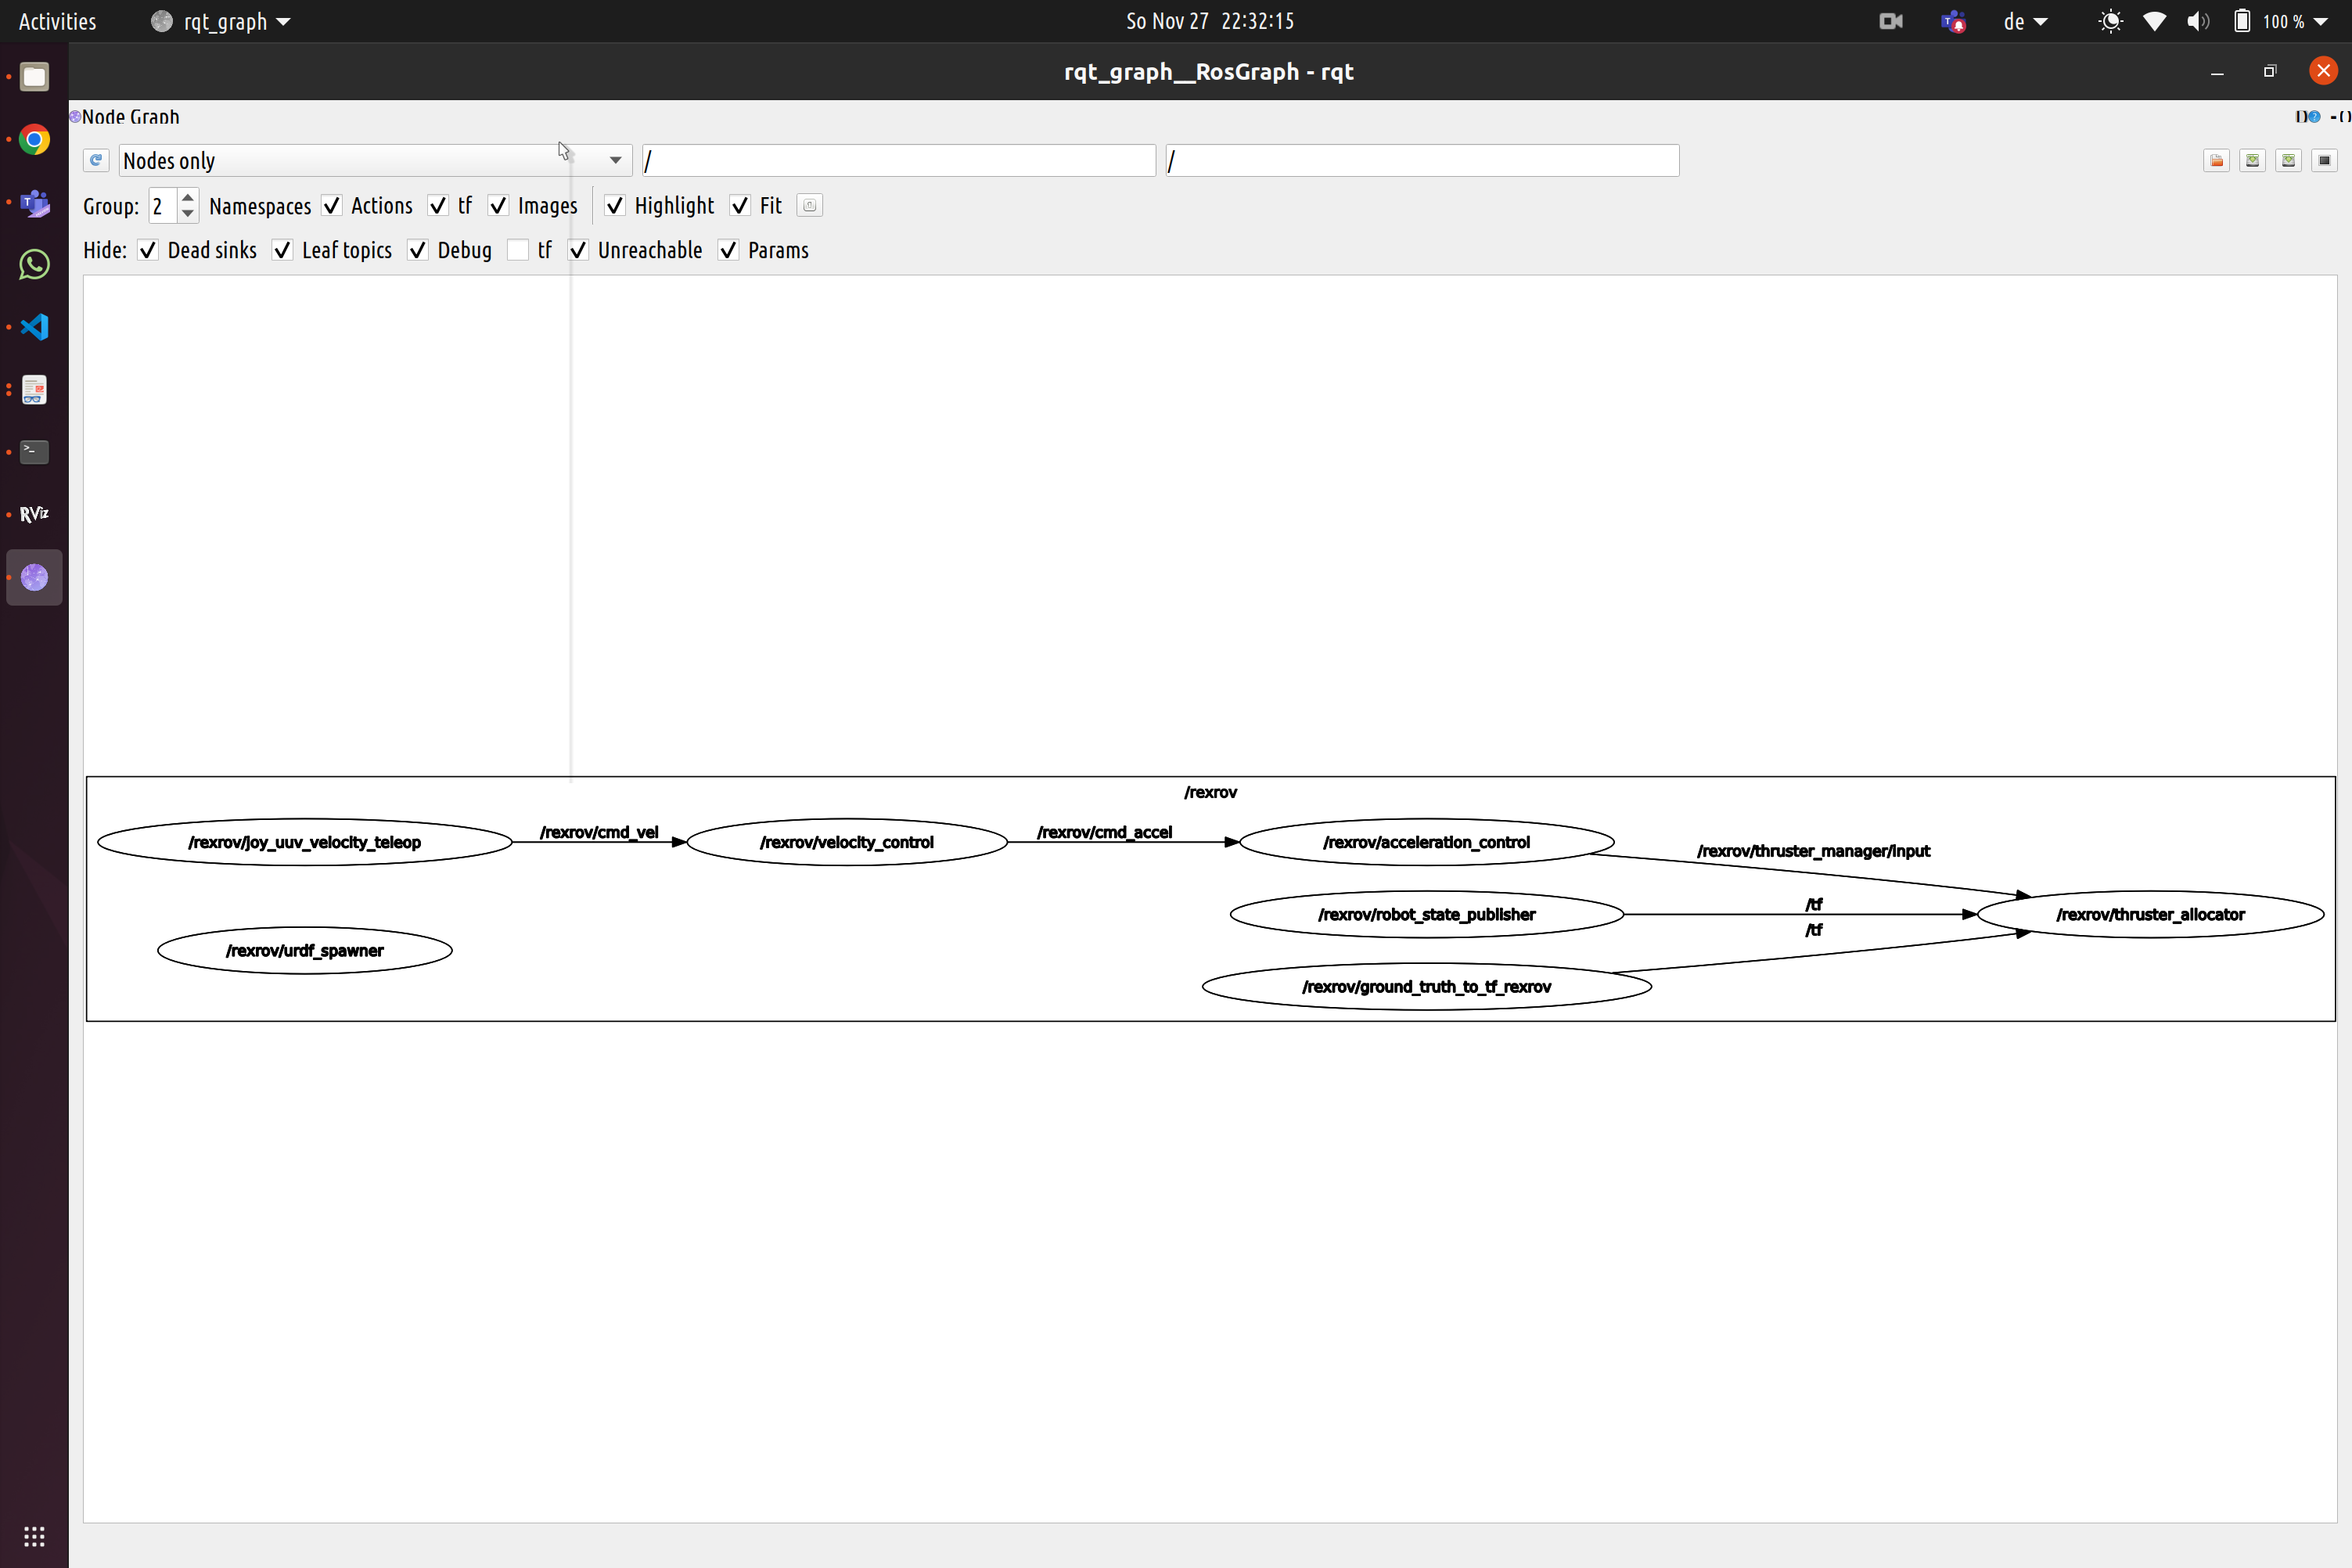 Activities rqt_graph So Nov 27 22:32:15 de 100 %
rqt_graph__RosGraph - rqt
Node Graph
Nodes only / /
Group: 2 Namespaces Actions tf Images Highlight Fit
Hide: Dead sinks Leaf topics Debug tf Unreachable Params
RViz
/rexrov
/rexrov/joy_uuv_velocity_teleop /rexrov/cmd_vel /rexrov/velocity_control /rexrov/cmd_accel /rexrov/acceleration_control
/rexrov/thruster_manager/input
/tf
/rexrov/robot_state_publisher /rexrov/thruster_allocator
/tf
/rexrov/urdf_spawner
/rexrov/ground_truth_to_tf_rexrov